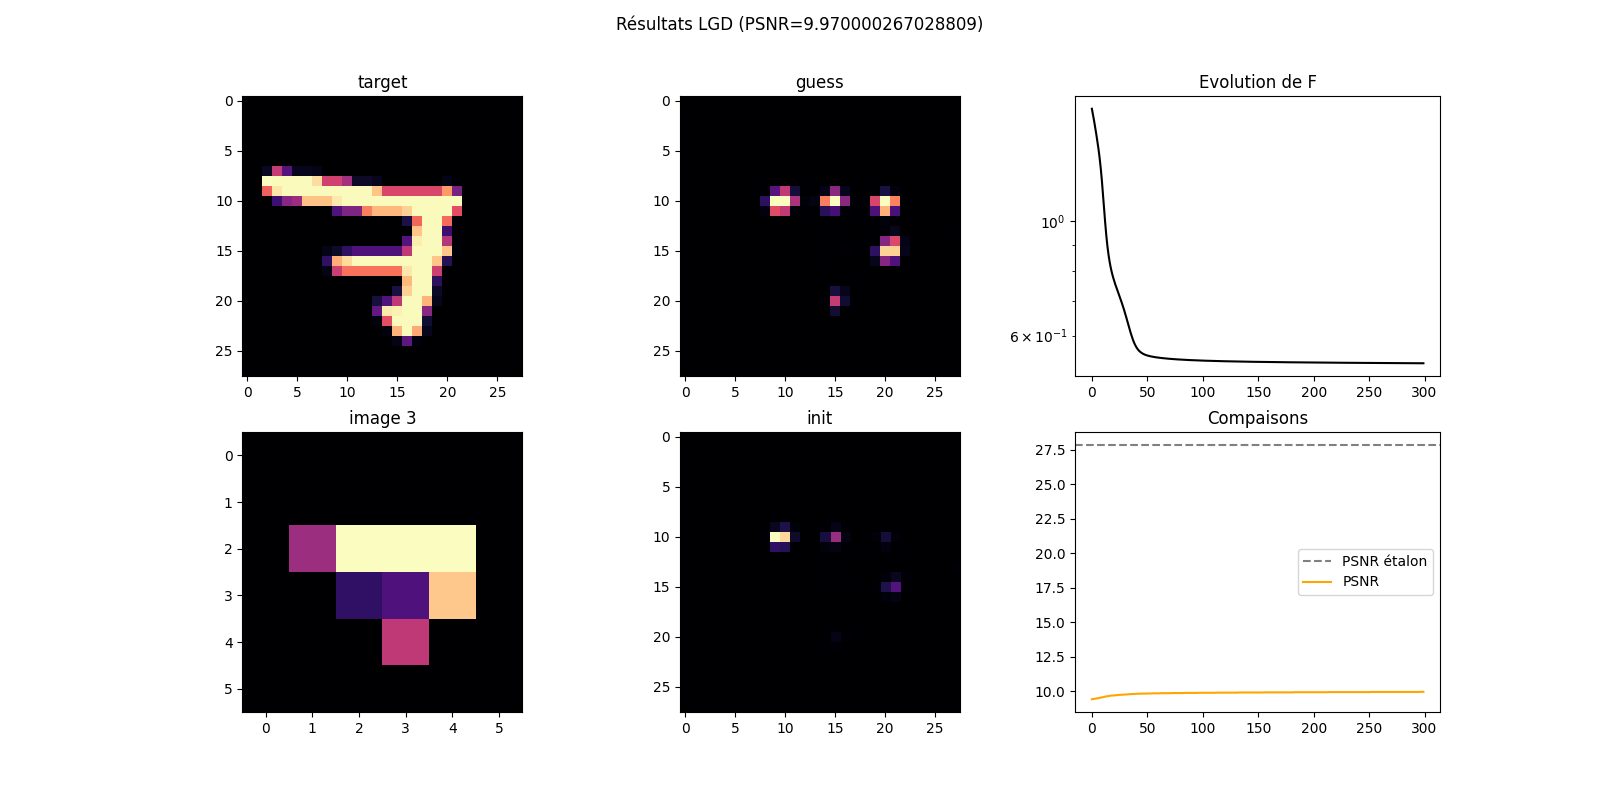 Résultats LGD (PSNR=9.970000267028809)
target
0
5
10
15
20
25
0 5 10 15 20 25
guess
0
5
10
15
20
25
0 5 10 15 20 25
Evolution de F
10⁰
6 × 10⁻¹
0 50 100 150 200 250 300
image 3
0
1
2
3
4
5
0 1 2 3 4 5
init
0
5
10
15
20
25
0 5 10 15 20 25
Compaisons
27.5
25.0
22.5
20.0
17.5
15.0
12.5
10.0
PSNR étalon
PSNR
0 50 100 150 200 250 300